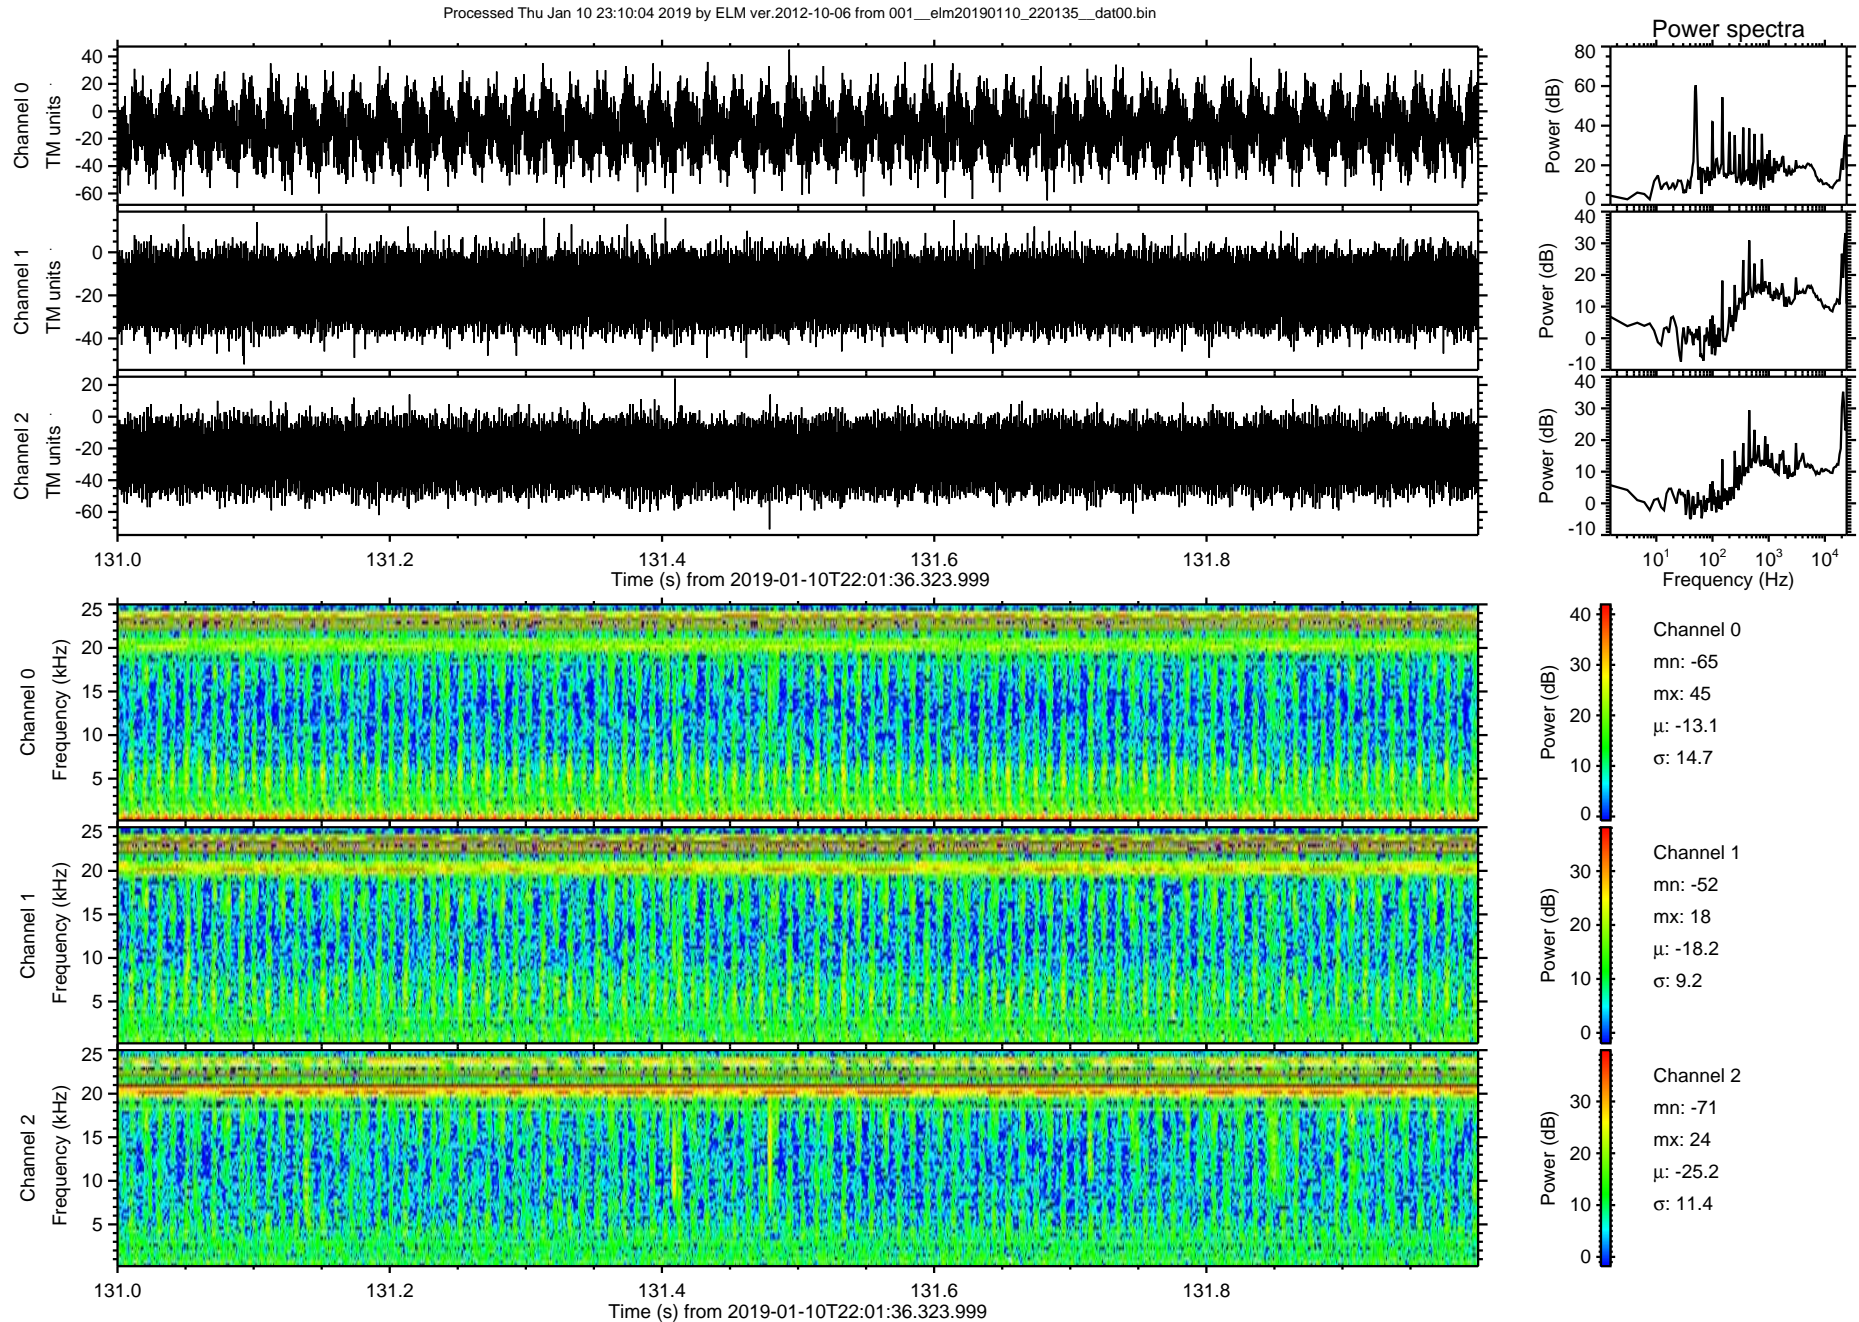 Processed Thu Jan 10 23:10:04 2019 by ELM ver.2012-10-06 from 001__elm20190110_220135__dat00.bin
Power spectra
Channel 0
TM units
40
20
0
-20
-40
-60
Power (dB)
80
60
40
20
0
Channel 1
TM units
0
-20
-40
Power (dB)
40
30
20
10
0
-10
Channel 2
TM units
20
0
-20
-40
-60
Power (dB)
40
30
20
10
0
-10
131.0 131.2 131.4 131.6 131.8
Time (s) from 2019-01-10T22:01:36.323.999
10^1 10^2 10^3 10^4
Frequency (Hz)
Channel 0
Frequency (kHz)
25
20
15
10
5
Power (dB)
40
30
20
10
0
Channel 0
mn: -65
mx: 45
μ: -13.1
σ: 14.7
Channel 1
Frequency (kHz)
25
20
15
10
5
Power (dB)
30
20
10
0
Channel 1
mn: -52
mx: 18
μ: -18.2
σ: 9.2
Channel 2
Frequency (kHz)
25
20
15
10
5
Power (dB)
30
20
10
0
Channel 2
mn: -71
mx: 24
μ: -25.2
σ: 11.4
131.0 131.2 131.4 131.6 131.8
Time (s) from 2019-01-10T22:01:36.323.999